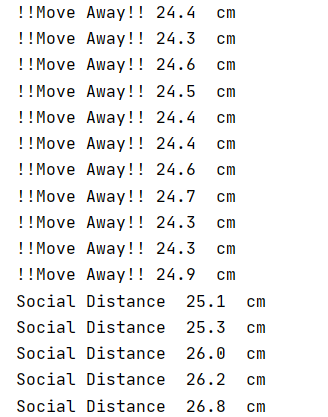 !!Move Away!! 24.4  cm
!!Move Away!! 24.3  cm
!!Move Away!! 24.6  cm
!!Move Away!! 24.5  cm
!!Move Away!! 24.4  cm
!!Move Away!! 24.4  cm
!!Move Away!! 24.6  cm
!!Move Away!! 24.7  cm
!!Move Away!! 24.3  cm
!!Move Away!! 24.3  cm
!!Move Away!! 24.9  cm
Social Distance  25.1  cm
Social Distance  25.3  cm
Social Distance  26.0  cm
Social Distance  26.2  cm
Social Distance  26.8  cm